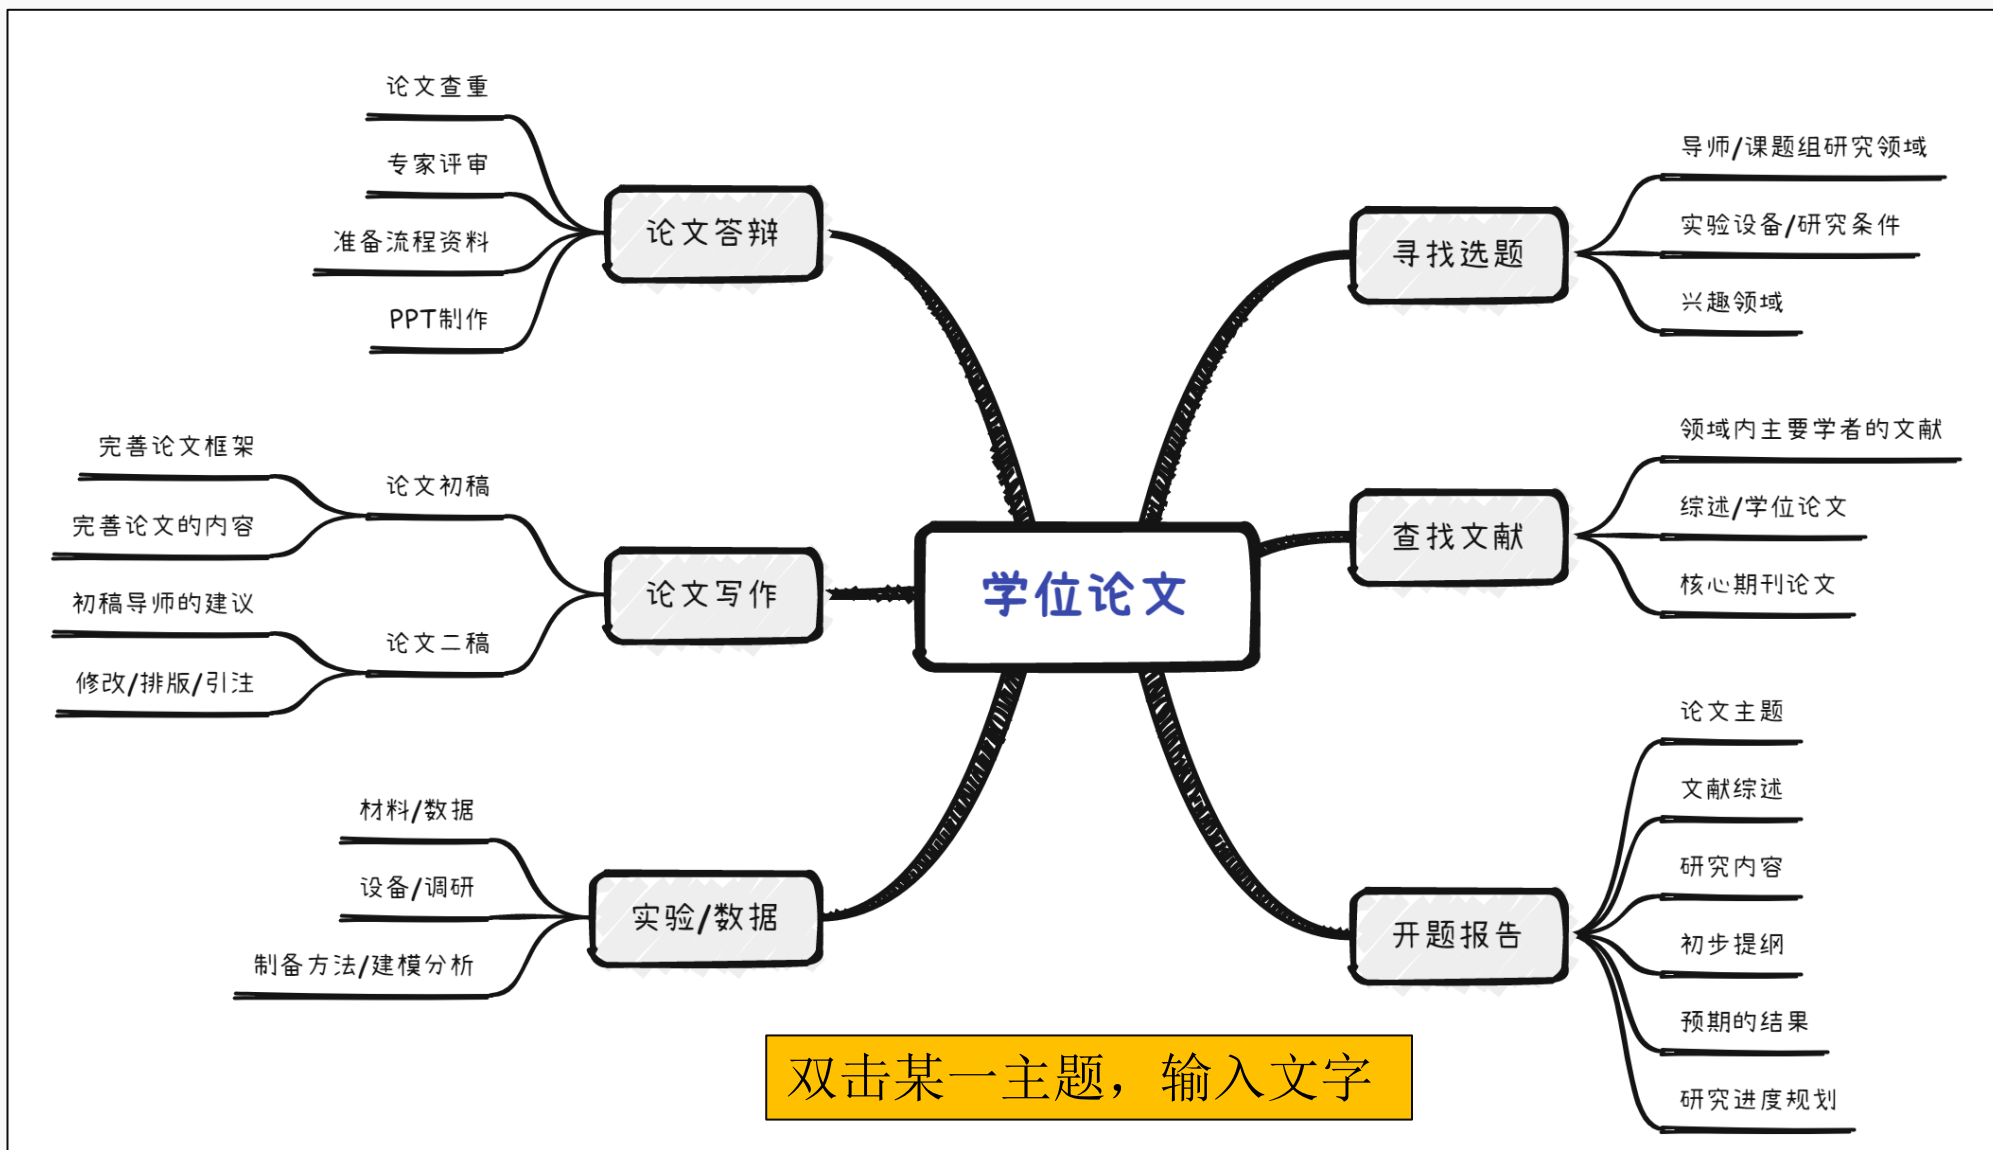 学位论文
寻找选题
导师/课题组研究领域
实验设备/研究条件
兴趣领域
查找文献
领域内主要学者的文献
综述/学位论文
核心期刊论文
开题报告
论文主题
文献综述
研究内容
初步提纲
预期的结果
研究进度规划
实验/数据
材料/数据
设备/调研
制备方法/建模分析
论文写作
论文初稿
完善论文框架
完善论文的内容
论文二稿
初稿导师的建议
修改/排版/引注
论文答辩
论文查重
专家评审
准备流程资料
PPT制作
双击某一主题，输入文字